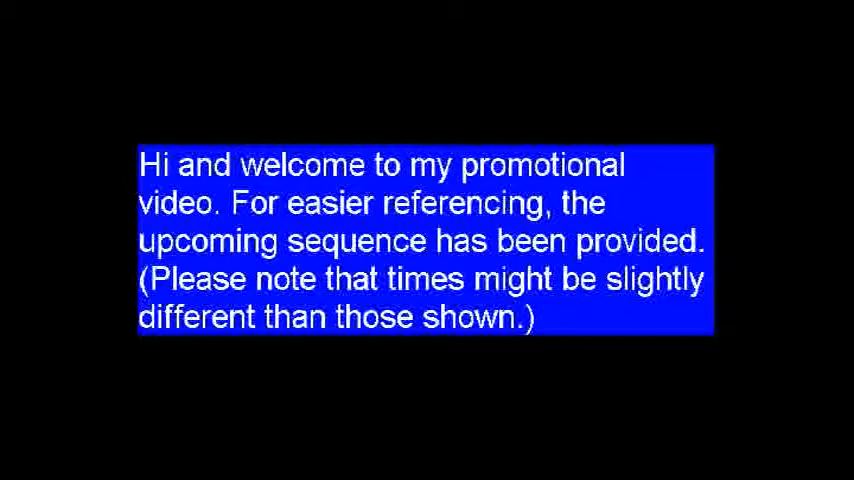 Hi and welcome to my promotional
video. For easier referencing, the
upcoming sequence has been provided.
(Please note that times might be slightly
different than those shown.)